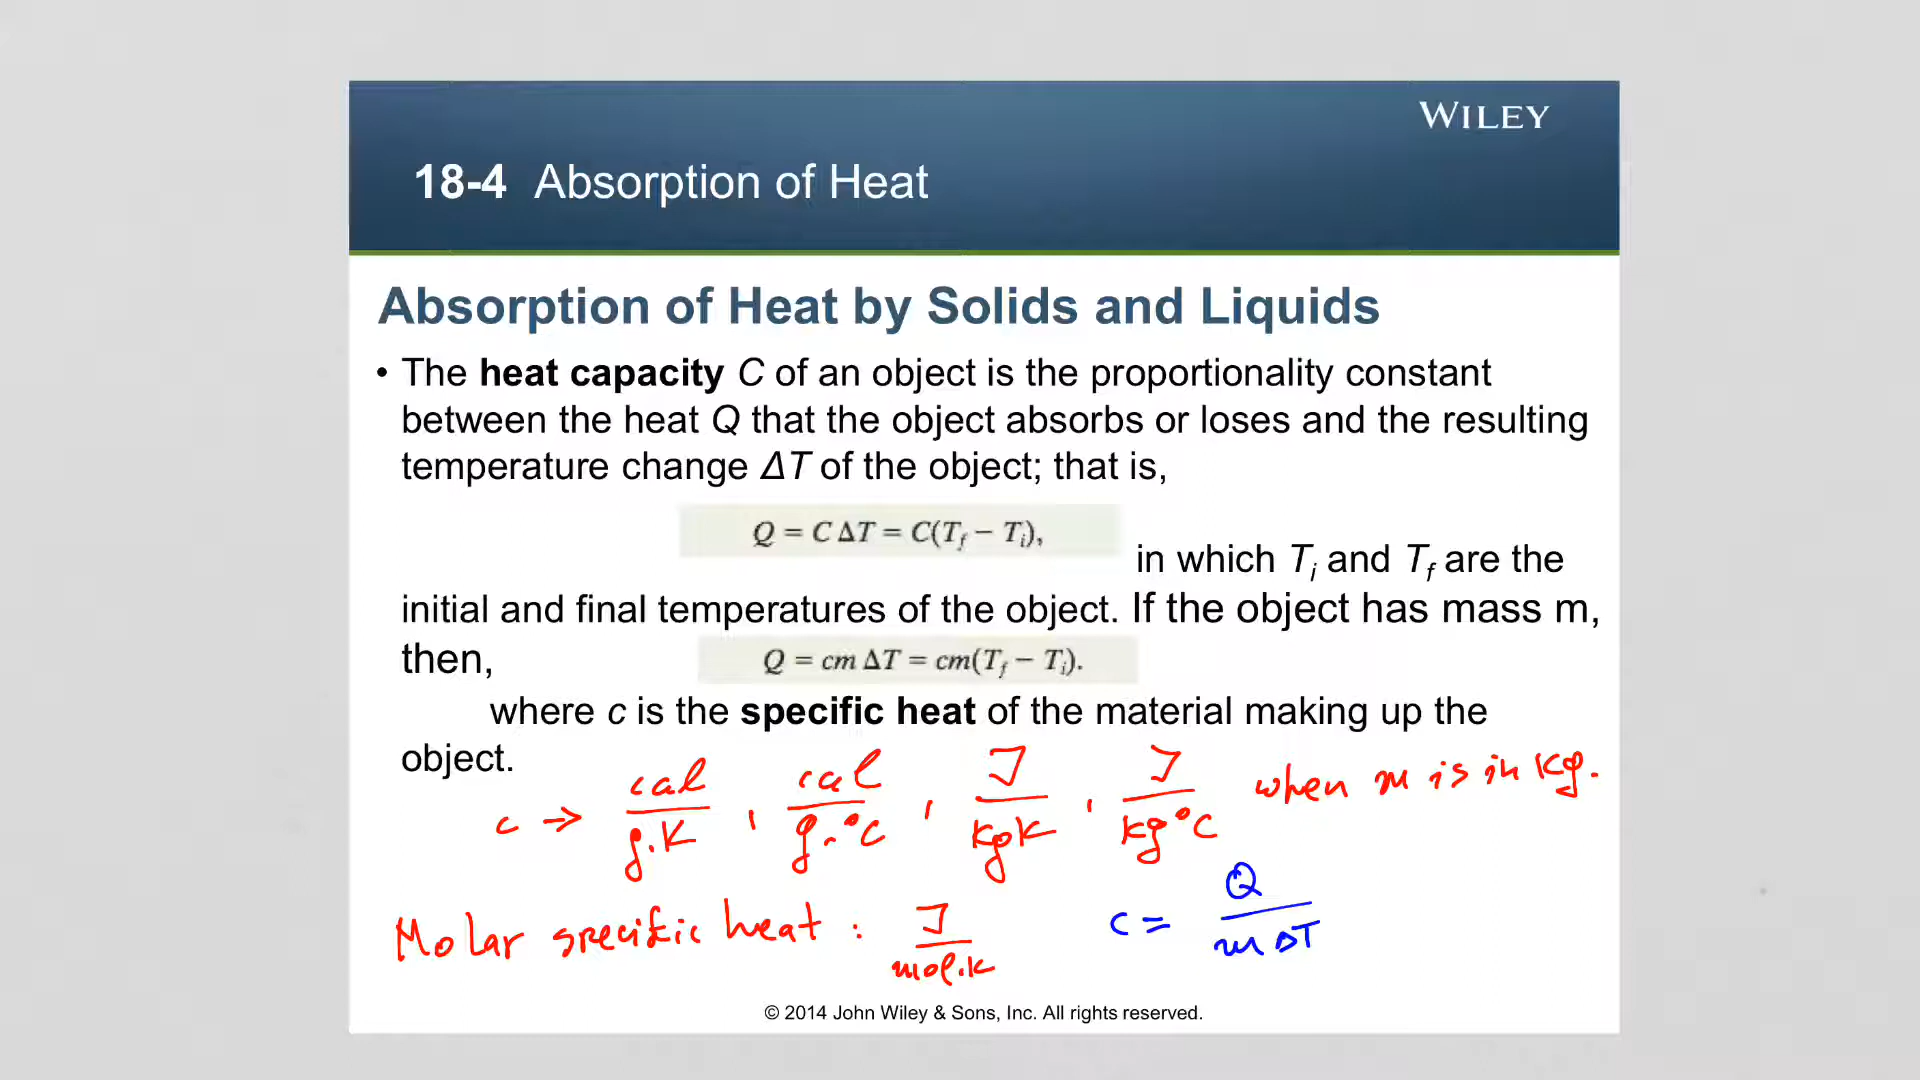 WILEY
18-4 Absorption of Heat
Absorption of Heat by Solids and Liquids
• The heat capacity C of an object is the proportionality constant
between the heat Q that the object absorbs or loses and the resulting
temperature change ΔT of the object; that is,
Q = C ΔT = C(T_f − T_i),
in which T_i and T_f are the
initial and final temperatures of the object. If the object has mass m,
then, Q = cm ΔT = cm(T_f − T_i).
where c is the specific heat of the material making up the
object.
c → cal/g.K , cal/g.°C , J/kgK , J/kg°C when m is in Kg.
Molar specific heat : J/mol.K c = Q/mΔT
© 2014 John Wiley & Sons, Inc. All rights reserved.